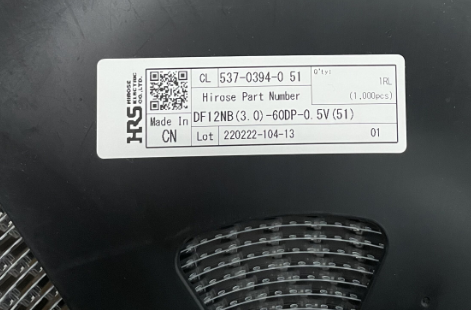 HRS
HIROSE
ELECTRIC
CO.,LTD.
CL 537-0394-0 51
Q'ty:
1RL
(1,000pcs)
Hirose Part Number
Made In
CN
DF12NB(3.0)-60DP-0.5V(51)
Lot 220222-104-13 01